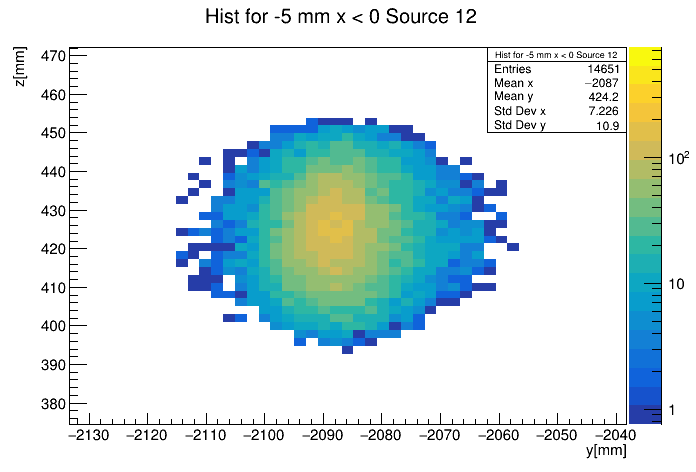 Hist for -5 mm x < 0 Source 12
z[mm]
470
460
450
440
430
420
410
400
390
380
Hist for -5 mm x < 0 Source 12
Entries 14651
Mean x −2087
Mean y 424.2
Std Dev x 7.226
Std Dev y 10.9
10²
10
1
−2130 −2120 −2110 −2100 −2090 −2080 −2070 −2060 −2050 −2040
y[mm]